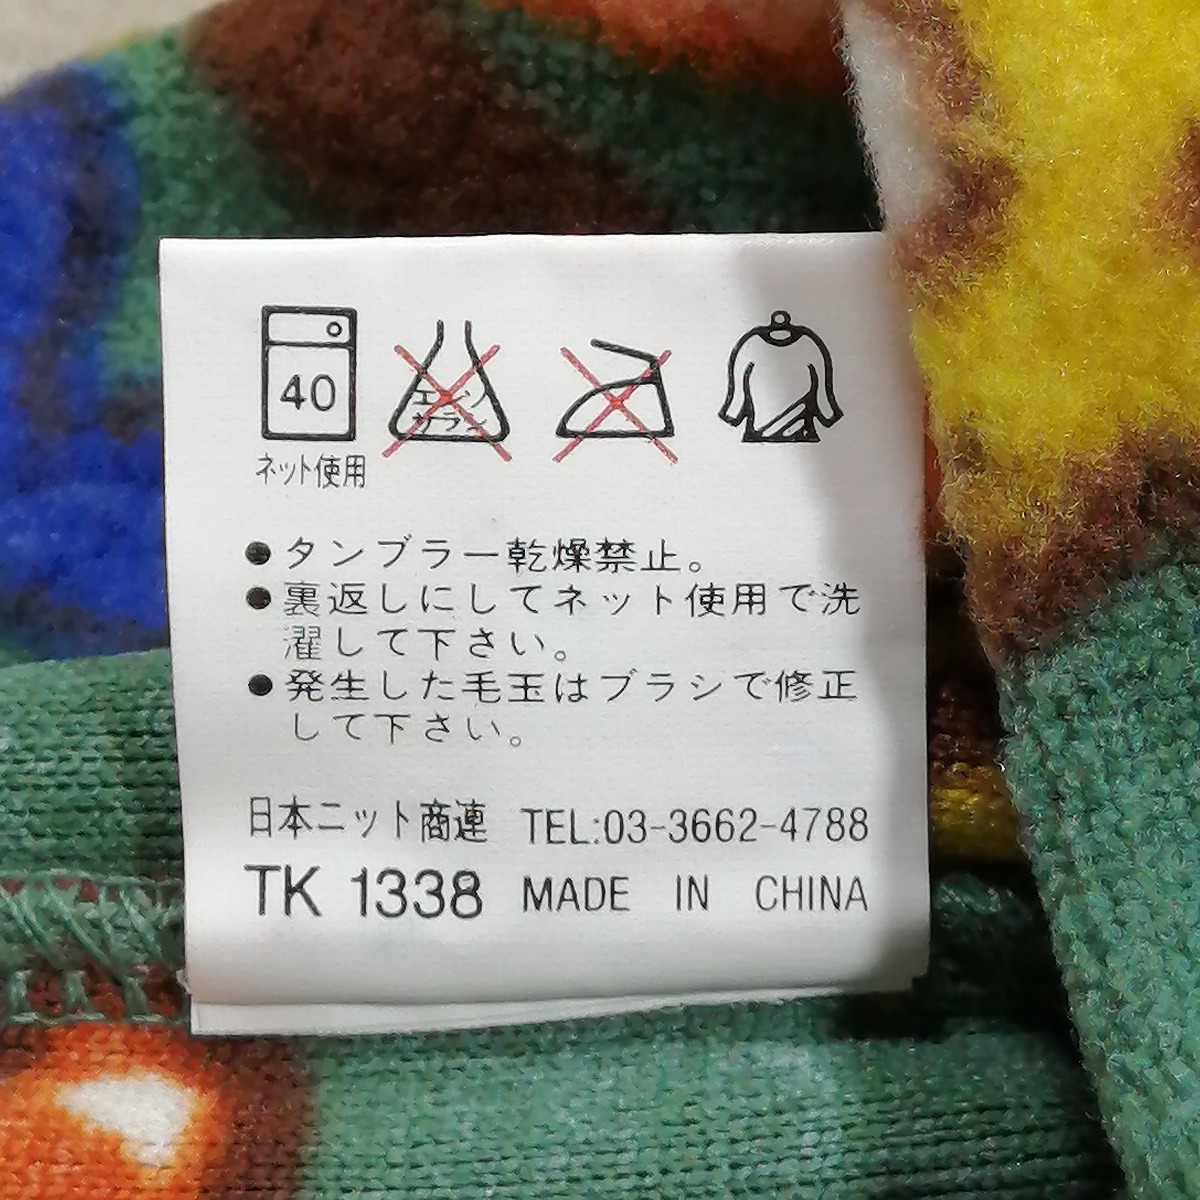 40
エンソ
サラシ
ネット使用
●タンブラー乾燥禁止。
●裏返しにしてネット使用で洗
濯して下さい。
●発生した毛玉はブラシで修正
して下さい。
日本ニット商連 TEL:03-3662-4788
TK 1338 MADE IN CHINA